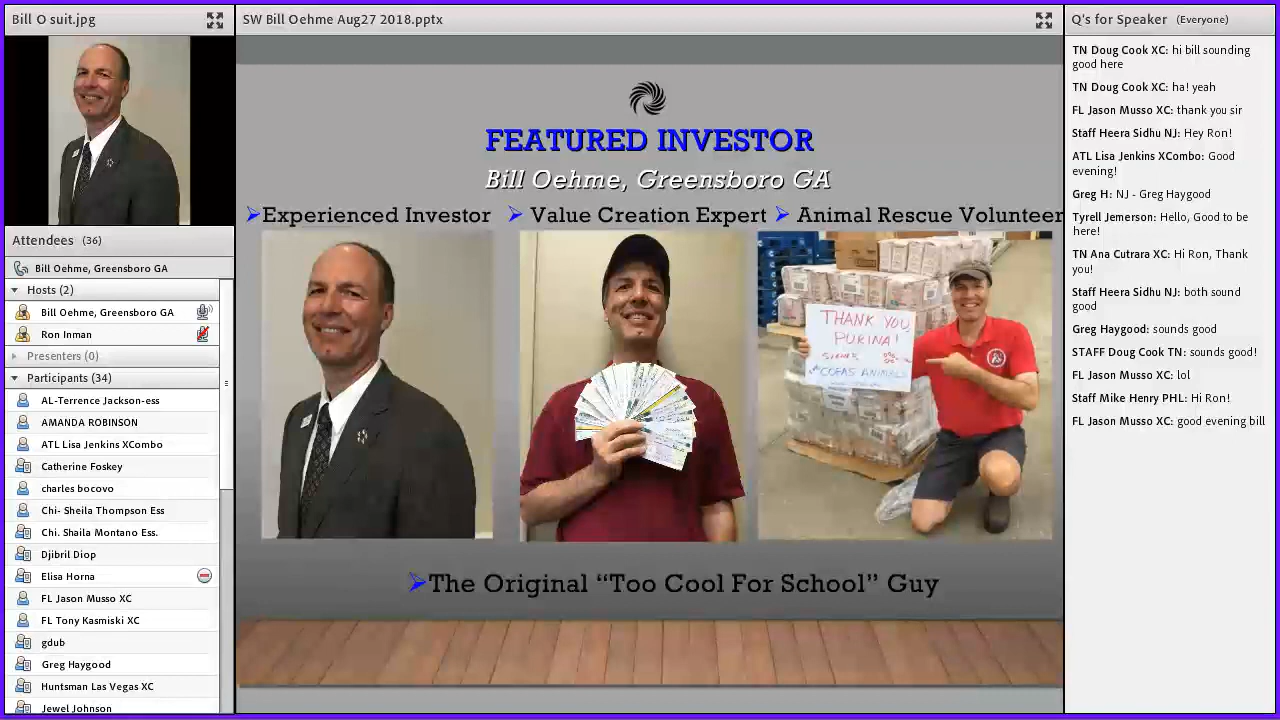 Bill O suit.jpg
Attendees (36)
Bill Oehme, Greensboro GA
Hosts (2)
Bill Oehme, Greensboro GA
Ron Inman
Presenters (0)
Participants (34)
AL-Terrence Jackson-ess
AMANDA ROBINSON
ATL Lisa Jenkins XCombo
Catherine Foskey
charles bocovo
Chi- Sheila Thompson Ess
Chi. Shaila Montano Ess.
Djibril Diop
Elisa Horna
FL Jason Musso XC
FL Tony Kasmiski XC
gdub
Greg Haygood
Huntsman Las Vegas XC
Jewel Johnson
SW Bill Oehme Aug27 2018.pptx
FEATURED INVESTOR
Bill Oehme, Greensboro GA
Experienced Investor
Value Creation Expert
Animal Rescue Volunteer
THANK YOU
PURINA!
COFAS ANIMALS
The Original “Too Cool For School” Guy
Q's for Speaker (Everyone)
TN Doug Cook XC: hi bill sounding
good here
TN Doug Cook XC: ha! yeah
FL Jason Musso XC: thank you sir
Staff Heera Sidhu NJ: Hey Ron!
ATL Lisa Jenkins XCombo: Good
evening!
Greg H: NJ - Greg Haygood
Tyrell Jemerson: Hello, Good to be
here!
TN Ana Cutrara XC: Hi Ron, Thank
you!
Staff Heera Sidhu NJ: both sound
good
Greg Haygood: sounds good
STAFF Doug Cook TN: sounds good!
FL Jason Musso XC: lol
Staff Mike Henry PHL: Hi Ron!
FL Jason Musso XC: good evening bill